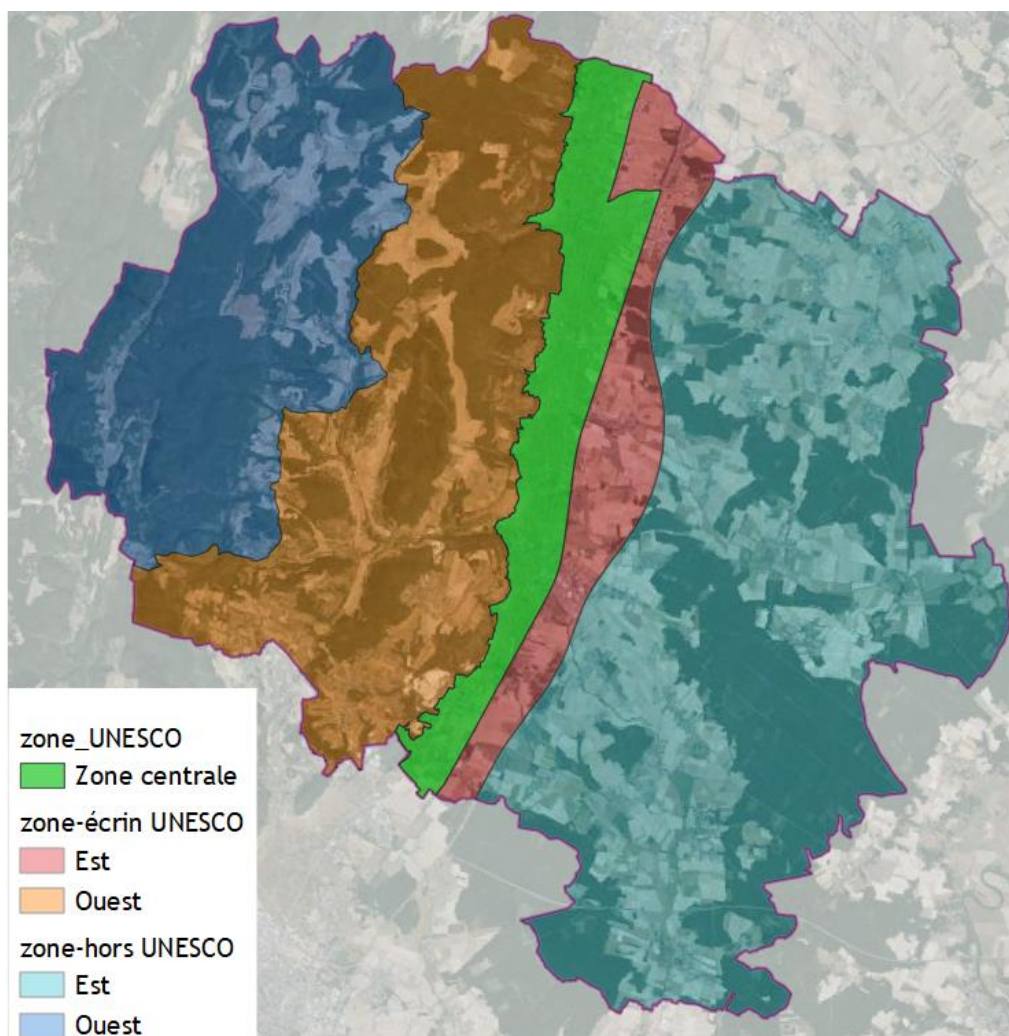 zone_UNESCO
Zone centrale
zone-écrin UNESCO
Est
Ouest
zone-hors UNESCO
Est
Ouest